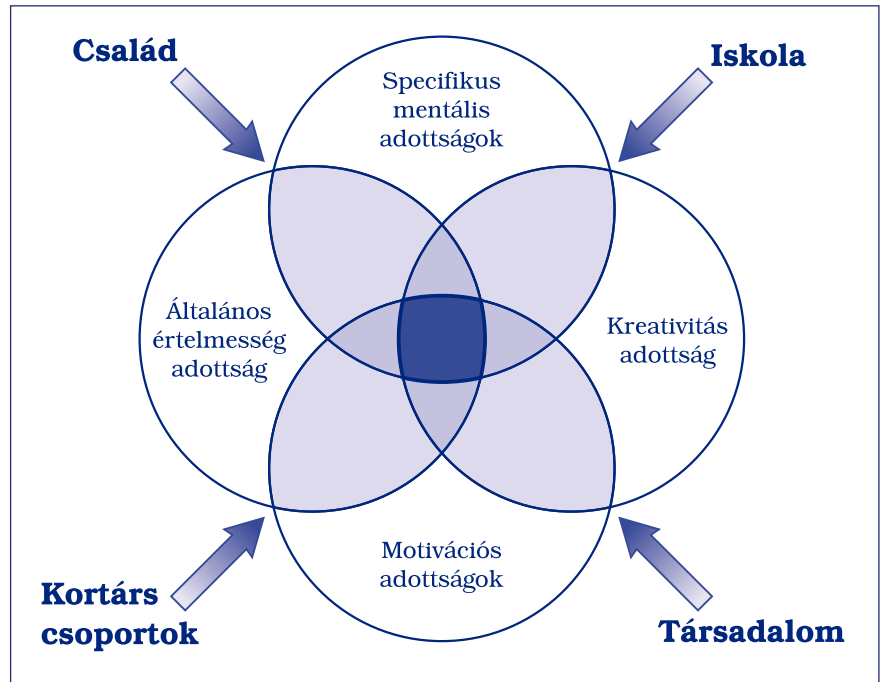 Család
Iskola
Specifikus
mentális
adottságok
Általános
értelmesség
adottság
Kreativitás
adottság
Motivációs
adottságok
Kortárs
csoportok
Társadalom